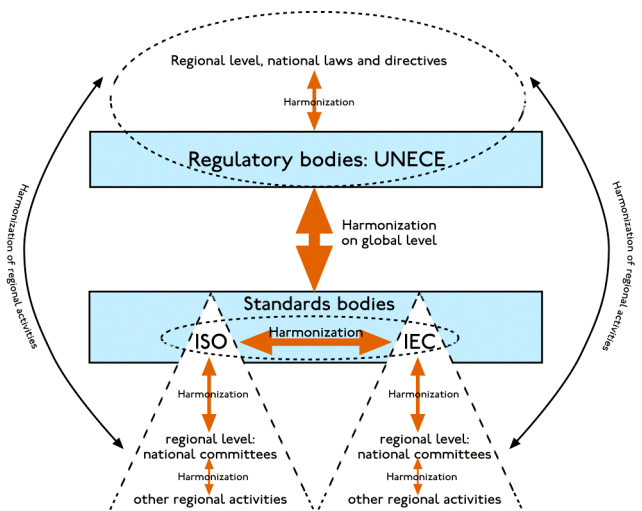 Regional level, national laws and directives
Harmonization
Regulatory bodies: UNECE
Harmonization
on global level
Harmonization of regional activities
Harmonization of regional activities
Standards bodies
ISO
Harmonization
IEC
Harmonization
Harmonization
regional level:
national committees
regional level:
national committees
Harmonization
Harmonization
other regional activities
other regional activities